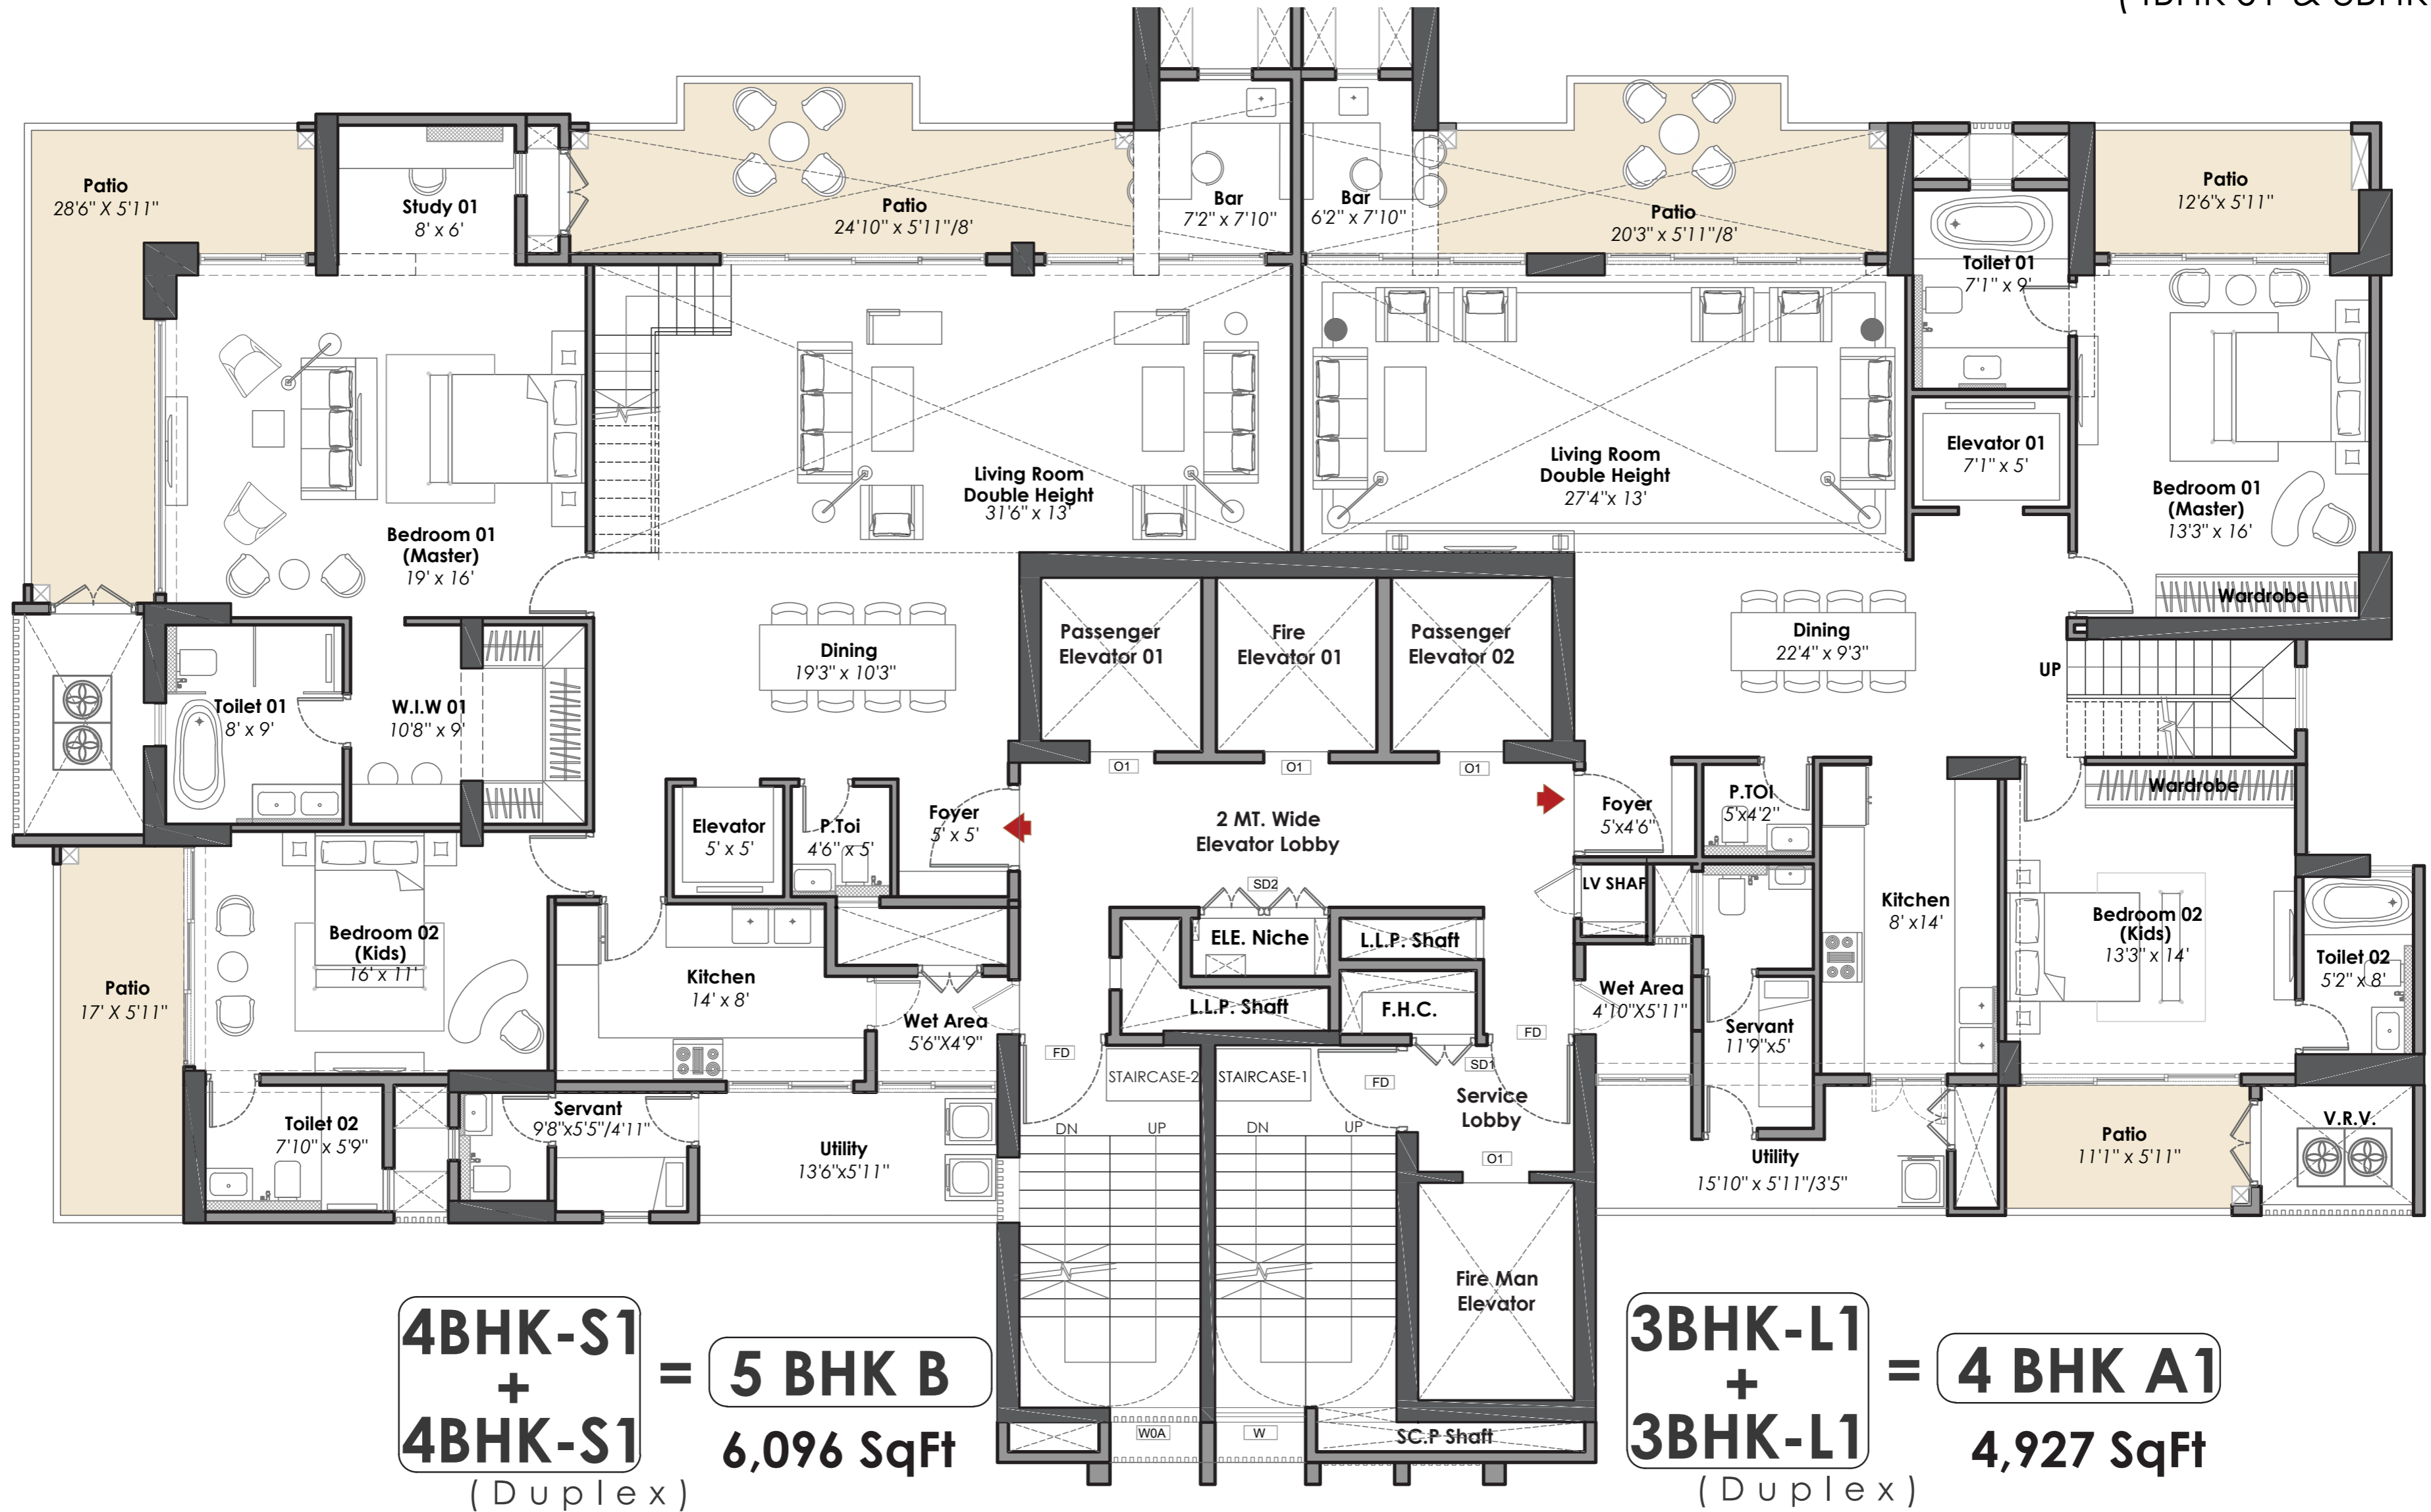 Patio
28'6" X 5'11"
Study 01
8' x 6'
Patio
24'10" x 5'11"/8'
Bar
7'2" x 7'10"
Bar
6'2" x 7'10"
Patio
20'3" x 5'11"/8'
Toilet 01
7'1" x 9'
Patio
12'6"x 5'11"
Elevator 01
7'1" x 5'
Living Room
Double Height
31'6" x 13'
Living Room
Double Height
27'4"x 13'
Bedroom 01
(Master)
19' x 16'
Bedroom 01
(Master)
13'3" x 16'
Wardrobe
Passenger
Elevator 01
Fire
Elevator 01
Passenger
Elevator 02
Dining
19'3" x 10'3"
Dining
22'4" x 9'3"
UP
Toilet 01
8' x 9'
W.I.W 01
10'8" x 9'
O1
O1
O1
Wardrobe
Elevator
5' x 5'
P.Toi
4'6" x 5'
Foyer
5' x 5'
2 MT. Wide
Elevator Lobby
Foyer
5'x4'6"
P.TOI
5'x4'2"
SD2
LV SHAF
Kitchen
8' x14'
Bedroom 02
(Kids)
16' x 11'
ELE. Niche
L.L.P. Shaft
Bedroom 02
(Kids)
13'3" x 14'
Toilet 02
5'2" x 8'
Patio
17' X 5'11"
Kitchen
14' x 8'
Wet Area
5'6"X4'9"
L.L.P. Shaft
F.H.C.
Wet Area
4'10"X5'11"
Servant
11'9"x5'
FD
FD
STAIRCASE-2
STAIRCASE-1
FD
SD1
Service
Lobby
Toilet 02
7'10" x 5'9"
Servant
9'8"x5'5"/4'11"
Utility
13'6"x5'11"
DN
UP
DN
UP
O1
Utility
15'10" x 5'11"/3'5"
Patio
11'1" x 5'11"
V.R.V.
Fire Man
Elevator
4BHK-S1
+
4BHK-S1
(Duplex)
=
5 BHK B
6,096 SqFt
W0A
W
SC.P Shaft
3BHK-L1
+
3BHK-L1
(Duplex)
=
4 BHK A1
4,927 SqFt